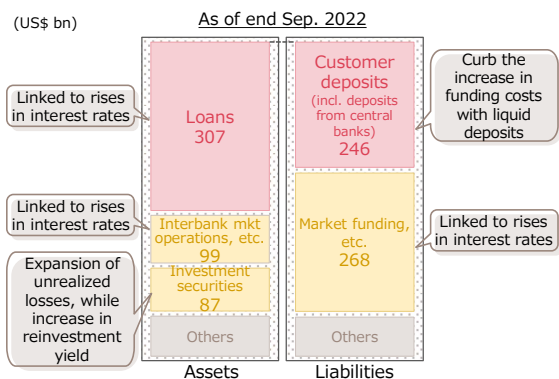 (US$ bn)
As of end Sep. 2022
Linked to rises
in interest rates
Loans
307
Customer
deposits
(incl. deposits
from central
banks)
246
Curb the
increase in
funding costs
with liquid
deposits
Linked to rises
in interest rates
Interbank mkt
operations, etc.
99
Market funding,
etc.
268
Linked to rises
in interest rates
Expansion of
unrealized
losses, while
increase in
reinvestment
yield
Investment
securities
87
Others
Others
Assets
Liabilities